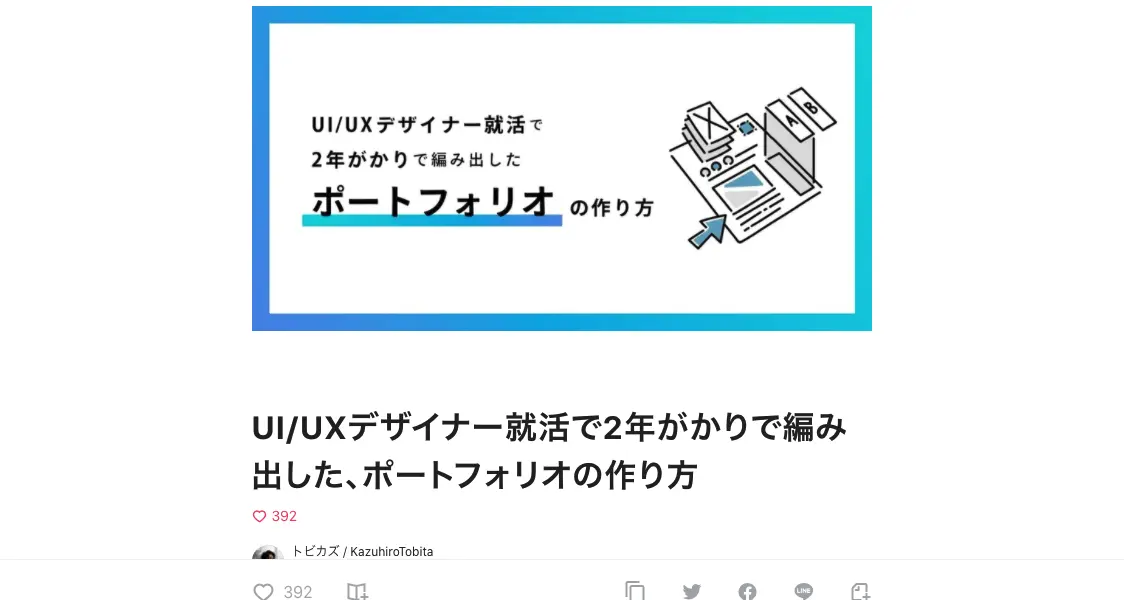 UI/UXデザイナー就活で
2年がかりで編み出した
ポートフォリオの作り方
A B
UI/UXデザイナー就活で2年がかりで編み
出した、ポートフォリオの作り方
392
トビカズ / KazuhiroTobita
392
LINE